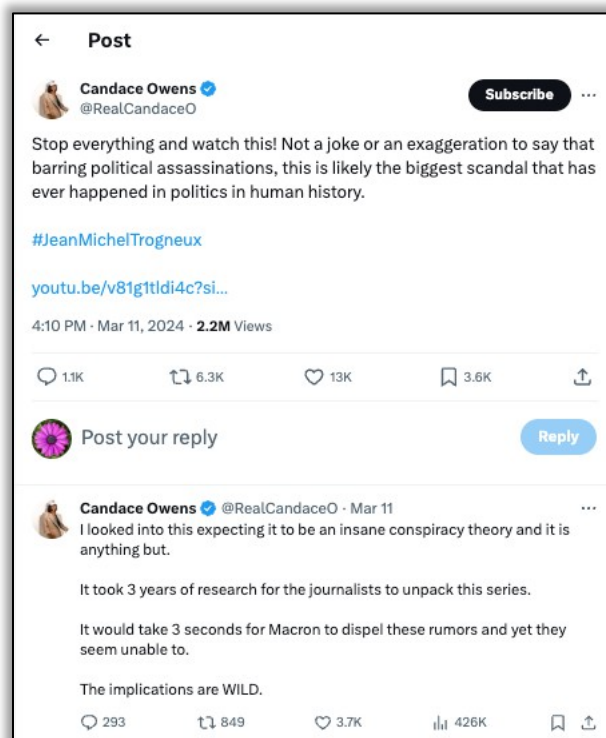 Post
Candace Owens
@RealCandaceO
Subscribe
Stop everything and watch this! Not a joke or an exaggeration to say that
barring political assassinations, this is likely the biggest scandal that has
ever happened in politics in human history.
#JeanMichelTrogneux
youtu.be/v81g1tldi4c?si...
4:10 PM · Mar 11, 2024 · 2.2M Views
1.1K 6.3K 13K 3.6K
Post your reply
Reply
Candace Owens @RealCandaceO · Mar 11
I looked into this expecting it to be an insane conspiracy theory and it is
anything but.
It took 3 years of research for the journalists to unpack this series.
It would take 3 seconds for Macron to dispel these rumors and yet they
seem unable to.
The implications are WILD.
293 849 3.7K 426K